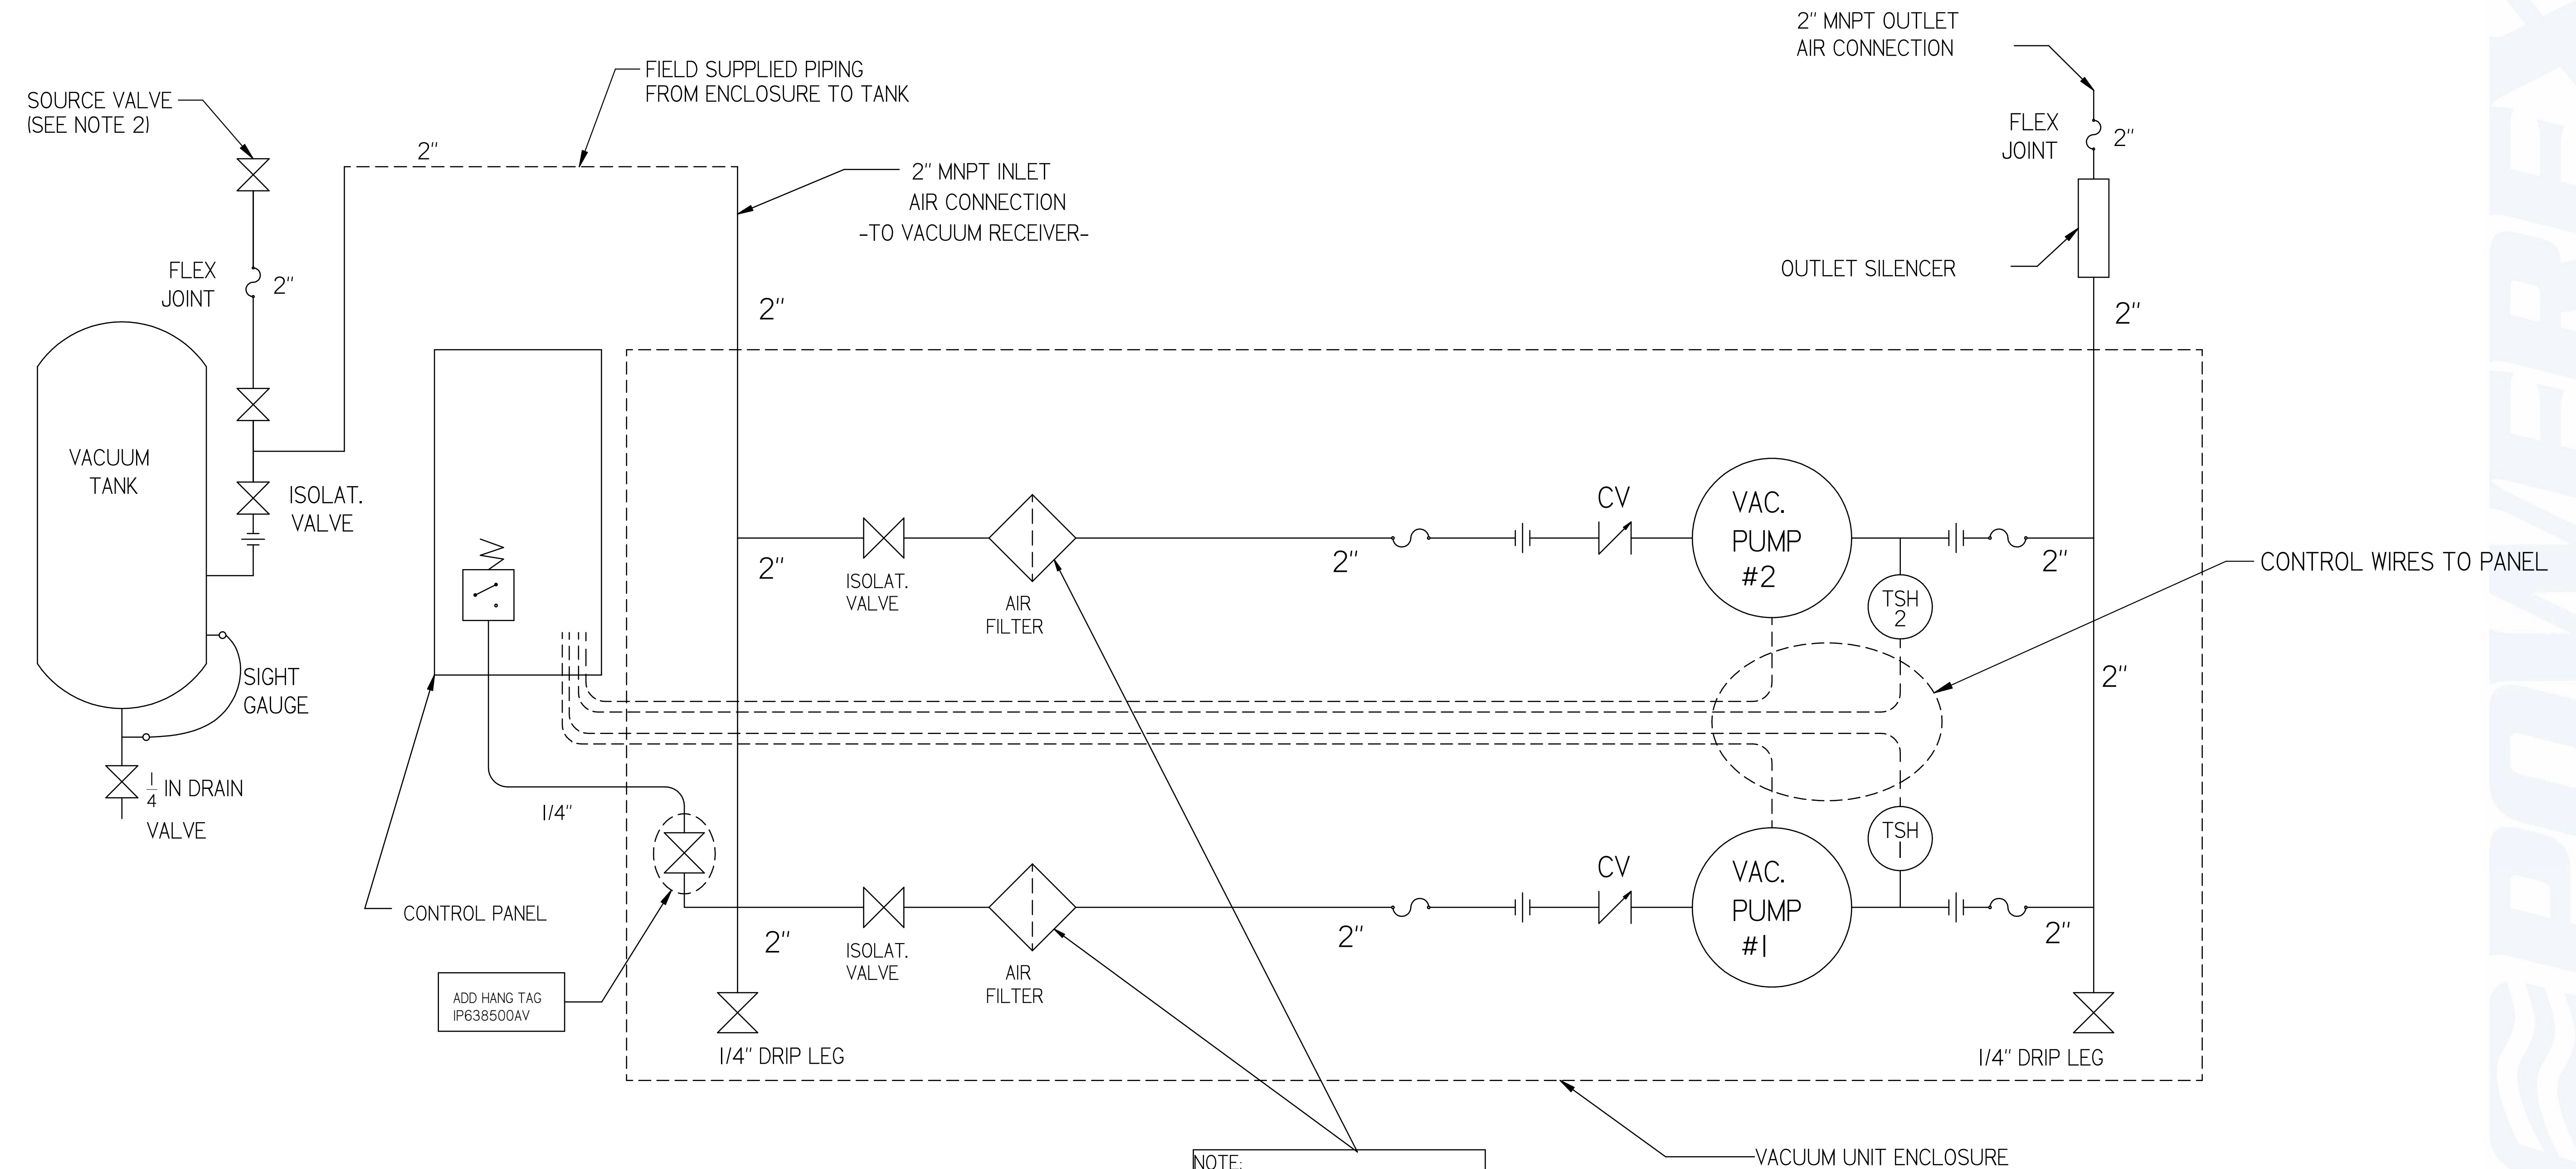 2" MNPT OUTLET
AIR CONNECTION
FIELD SUPPLIED PIPING
FROM ENCLOSURE TO TANK
SOURCE VALVE
(SEE NOTE 2)
FLEX
JOINT
2"
2"
2" MNPT INLET
AIR CONNECTION
-TO VACUUM RECEIVER-
FLEX
JOINT
2"
OUTLET SILENCER
2"
2"
VACUUM
TANK
ISOLAT.
VALVE
CV
VAC.
PUMP
#2
2"
ISOLAT.
VALVE
AIR
FILTER
2"
TSH
2
2"
CONTROL WIRES TO PANEL
SIGHT
GAUGE
2"
1/4 IN DRAIN
VALVE
1/4"
TSH
1
CV
VAC.
PUMP
#1
CONTROL PANEL
2"
ISOLAT.
VALVE
AIR
FILTER
2"
2"
ADD HANG TAG
IP638500AV
1/4" DRIP LEG
1/4" DRIP LEG
NOTE:
VACUUM UNIT ENCLOSURE
POWEREX